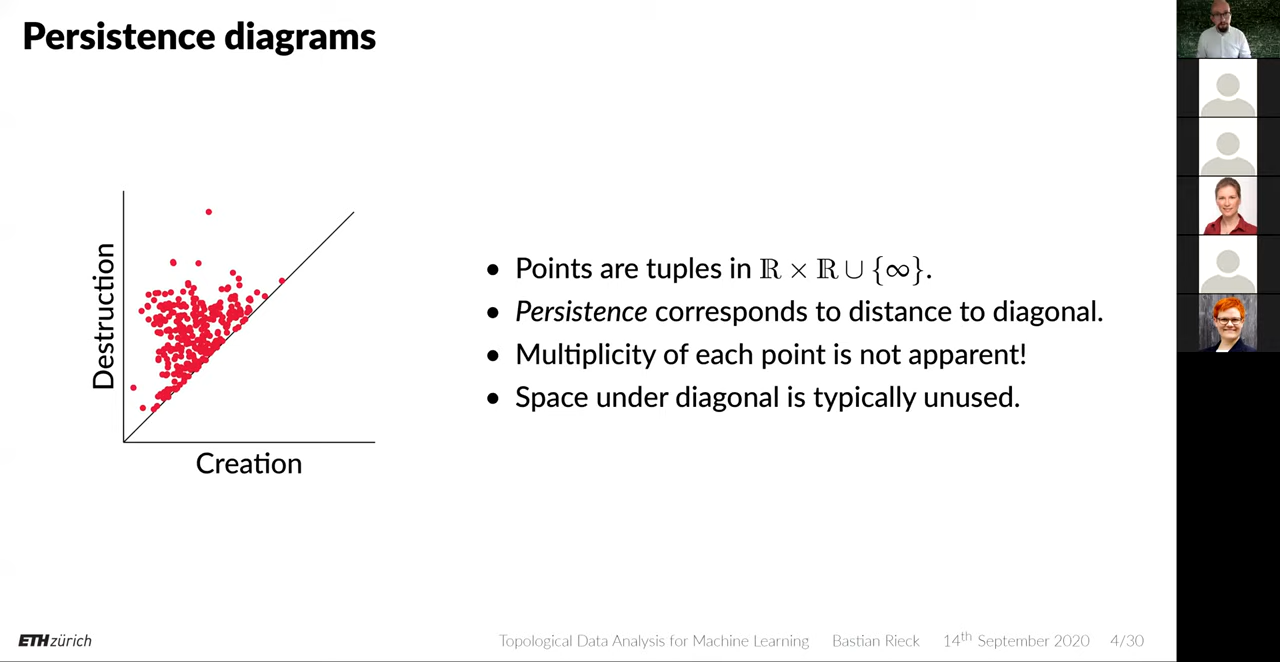 Persistence diagrams
Destruction
Creation
• Points are tuples in ℝ × ℝ ∪ {∞}.
• Persistence corresponds to distance to diagonal.
• Multiplicity of each point is not apparent!
• Space under diagonal is typically unused.
ETH zürich
Topological Data Analysis for Machine Learning Bastian Rieck 14th September 2020 4/30